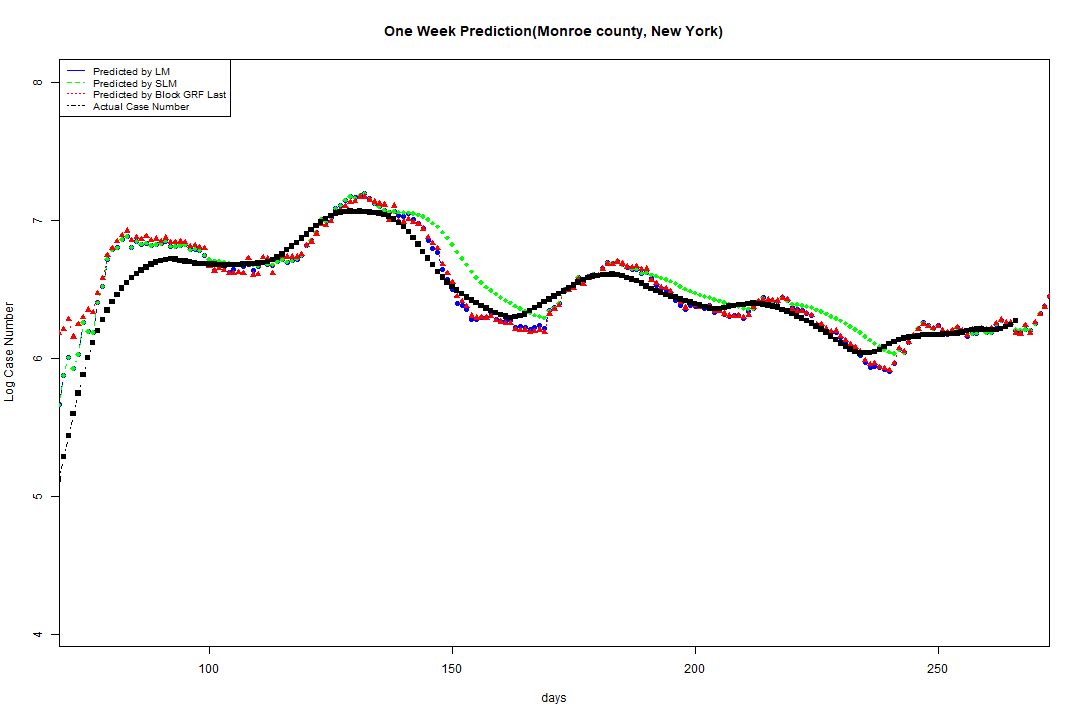 One Week Prediction(Monroe county, New York)
Predicted by LM
Predicted by SLM
Predicted by Block GRF Last
Actual Case Number
8
7
6
5
4
Log Case Number
100 150 200 250
days